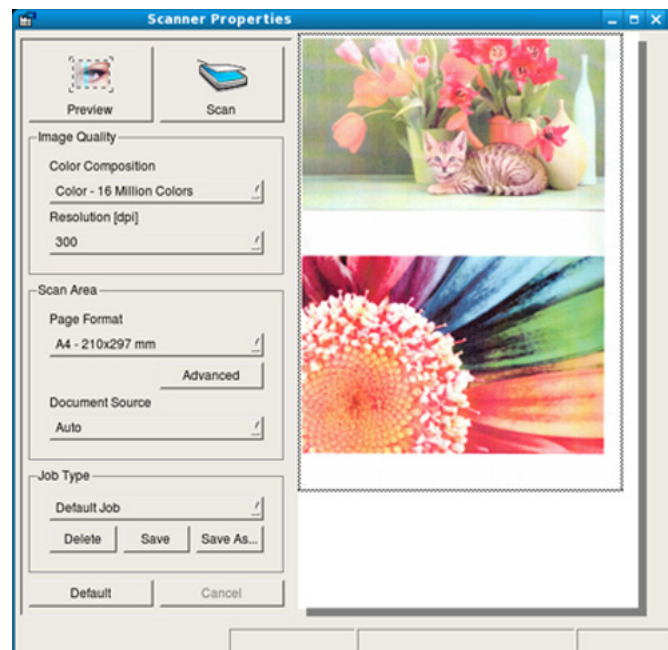 Scanner Properties
Preview
Scan
Image Quality
Color Composition
Color - 16 Million Colors
Resolution [dpi]
300
Scan Area
Page Format
A4 - 210x297 mm
Advanced
Document Source
Auto
Job Type
Default Job
Delete Save Save As...
Default Cancel